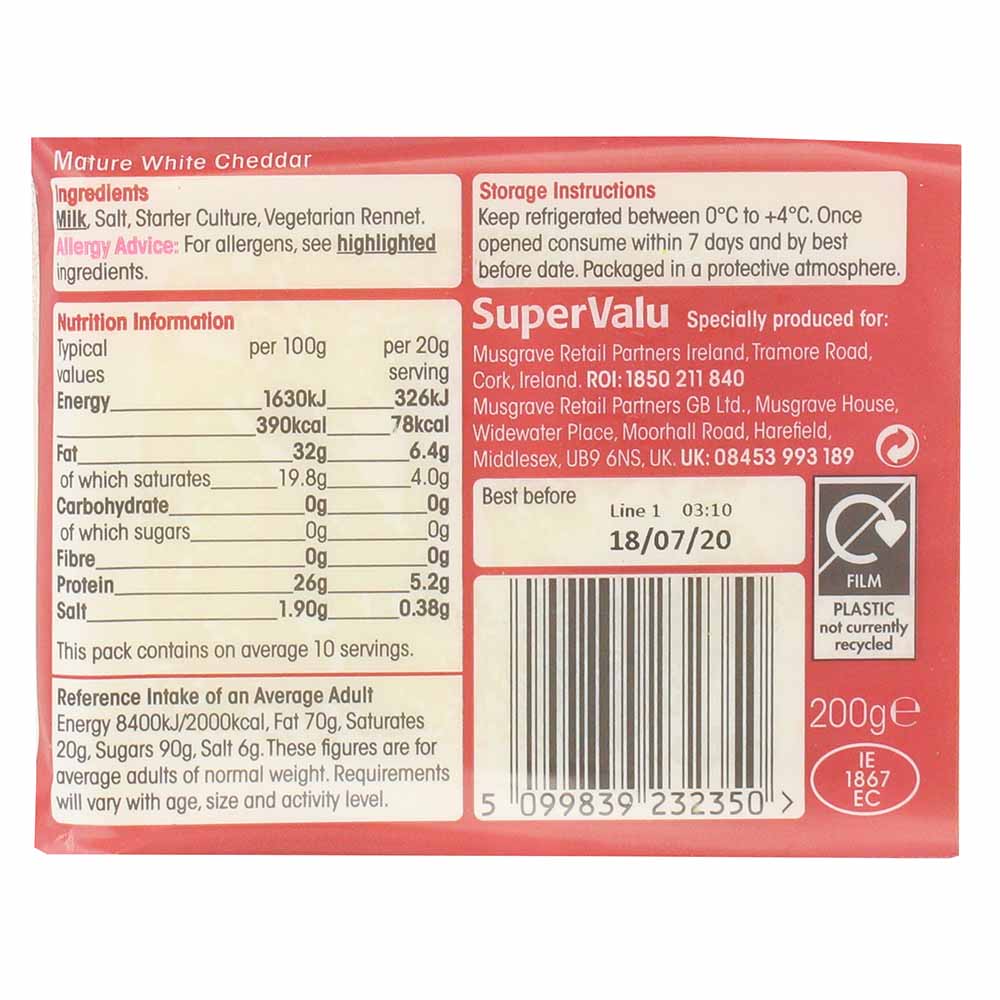 Mature White Cheddar
Ingredients
Milk, Salt, Starter Culture, Vegetarian Rennet.
Allergy Advice: For allergens, see highlighted
ingredients.
Nutrition Information
Typical per 100g per 20g
values serving
Energy 1630kJ 326kJ
390kcal 78kcal
Fat 32g 6.4g
of which saturates 19.8g 4.0g
Carbohydrate 0g 0g
of which sugars 0g 0g
Fibre 0g 0g
Protein 26g 5.2g
Salt 1.90g 0.38g
This pack contains on average 10 servings.
Reference Intake of an Average Adult
Energy 8400kJ/2000kcal, Fat 70g, Saturates
20g, Sugars 90g, Salt 6g. These figures are for
average adults of normal weight. Requirements
will vary with age, size and activity level.
Storage Instructions
Keep refrigerated between 0°C to +4°C. Once
opened consume within 7 days and by best
before date. Packaged in a protective atmosphere.
SuperValu Specially produced for:
Musgrave Retail Partners Ireland, Tramore Road,
Cork, Ireland. ROI: 1850 211 840
Musgrave Retail Partners GB Ltd., Musgrave House,
Widewater Place, Moorhall Road, Harefield,
Middlesex, UB9 6NS, UK. UK: 08453 993 189
Best before
Line 1 03:10
18/07/20
FILM
PLASTIC
not currently
recycled
5 099839 232350 >
200g e
IE
1867
EC